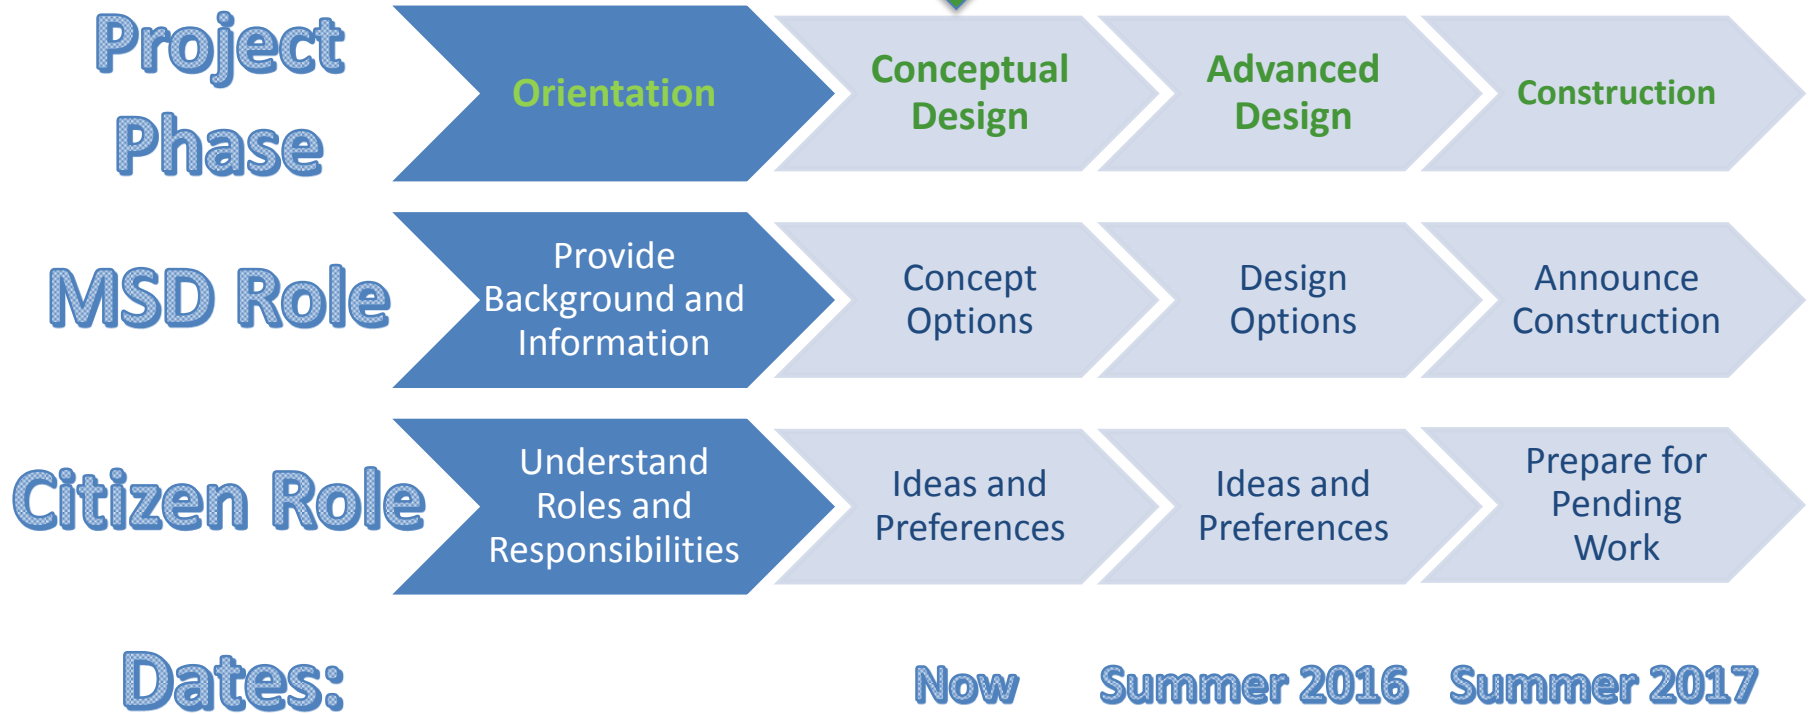 Project
Phase
Orientation
Conceptual
Design
Advanced
Design
Construction
MSD Role
Provide
Background and
Information
Concept
Options
Design
Options
Announce
Construction
Citizen Role
Understand
Roles and
Responsibilities
Ideas and
Preferences
Ideas and
Preferences
Prepare for
Pending
Work
Dates:
Now
Summer 2016
Summer 2017